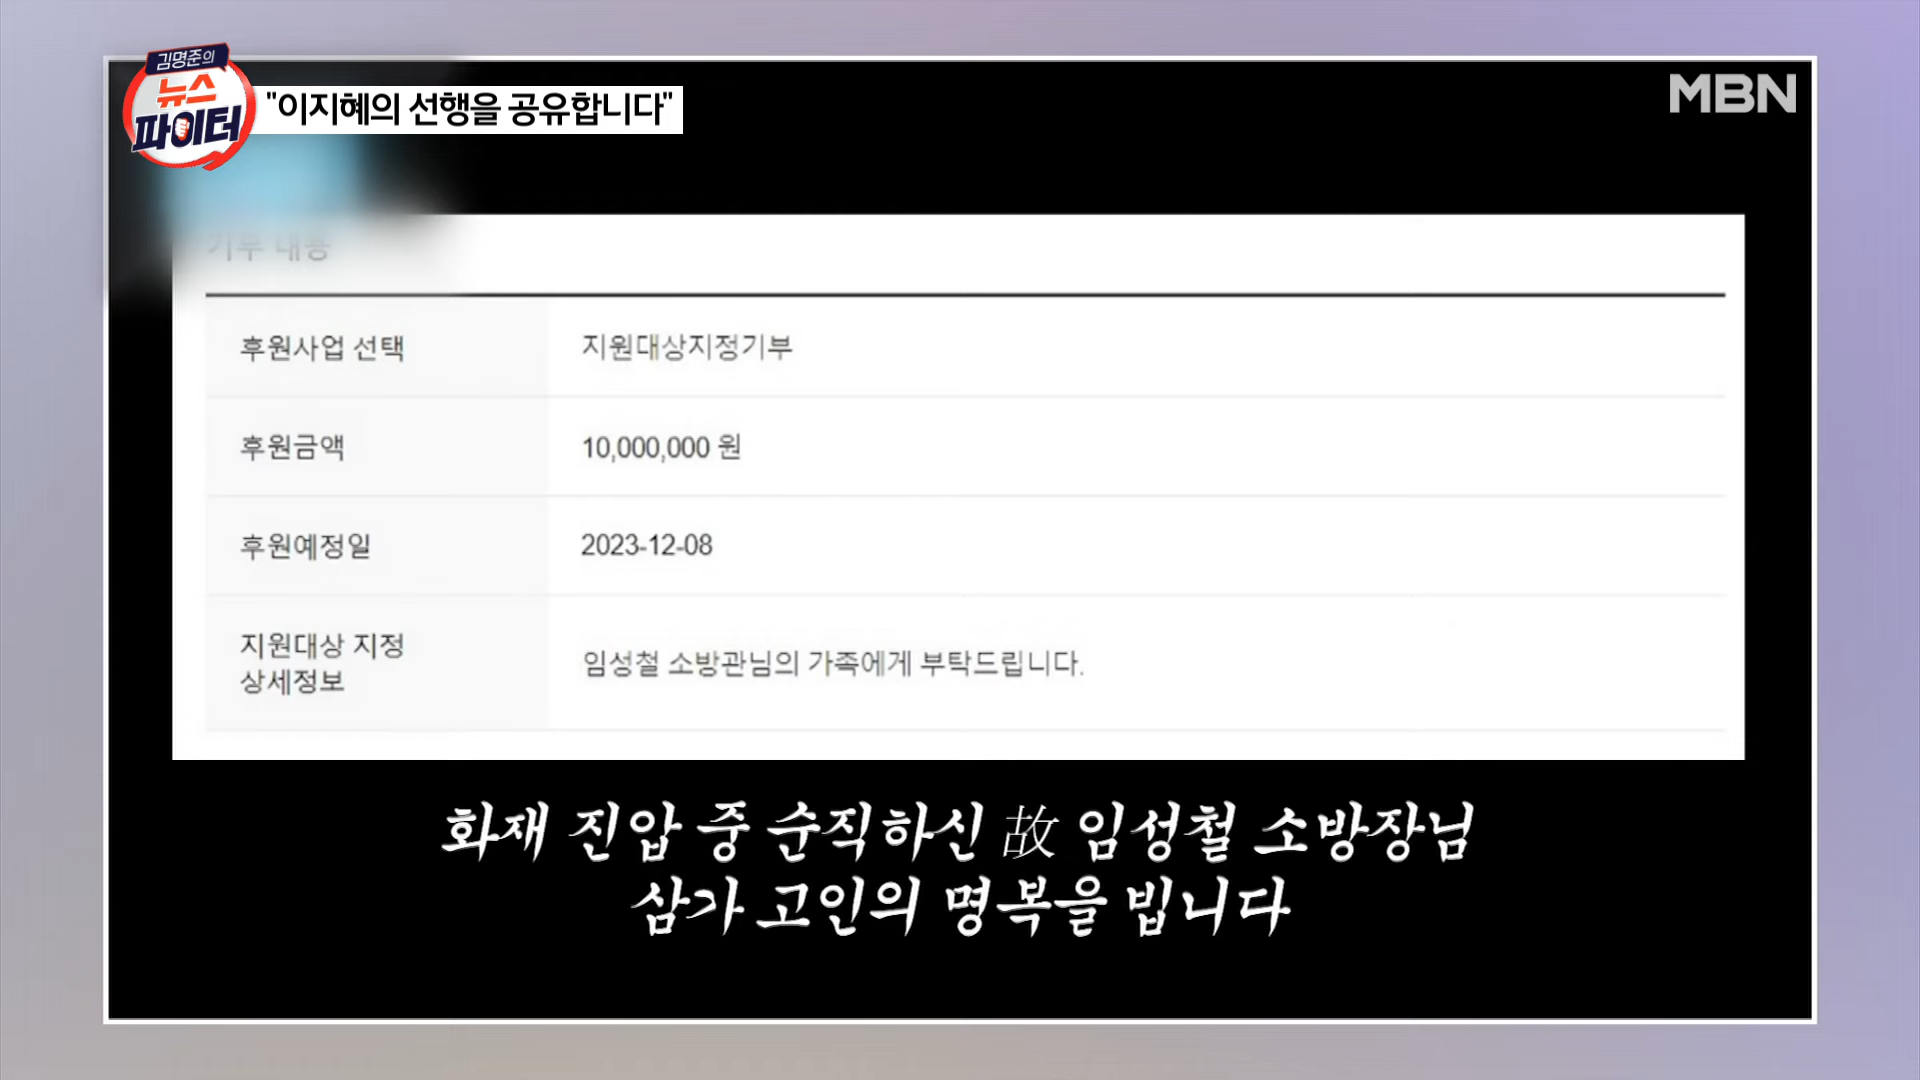 김명준의
뉴스
파이터
"이지혜의 선행을 공유합니다"
MBN
기부 내용
후원사업 선택 지원대상지정기부
후원금액 10,000,000 원
후원예정일 2023-12-08
지원대상 지정
상세정보
임성철 소방관님의 가족에게 부탁드립니다.
화재 진압 중 순직하신 故 임성철 소방장님
삼가 고인의 명복을 빕니다